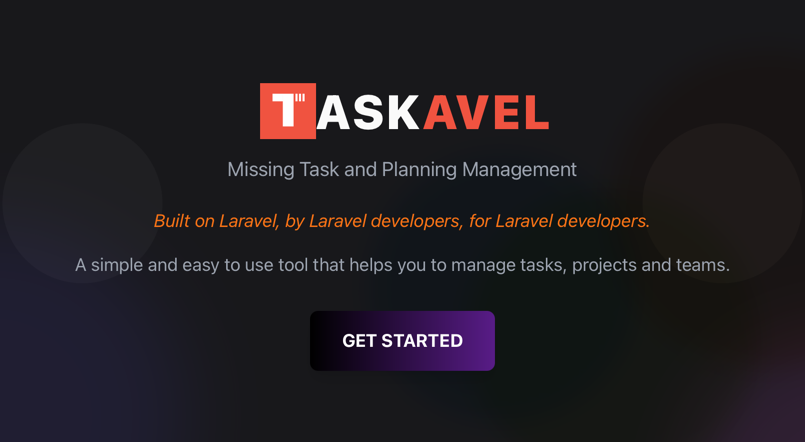 TASKAVEL
Missing Task and Planning Management
Built on Laravel, by Laravel developers, for Laravel developers.
A simple and easy to use tool that helps you to manage tasks, projects and teams.
GET STARTED